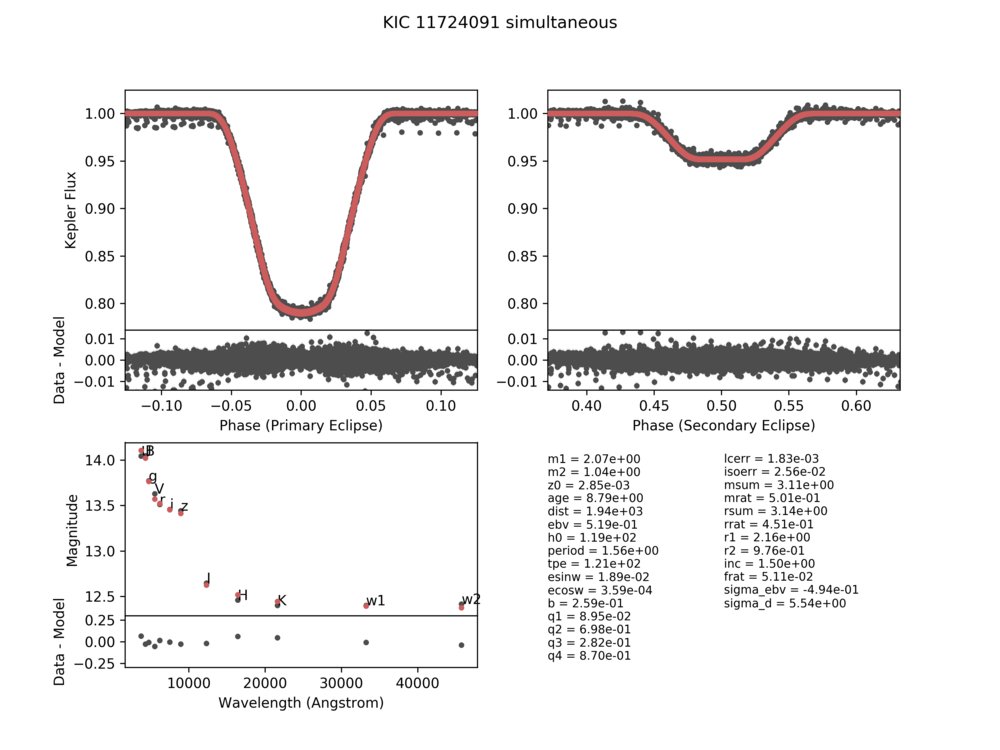 KIC 11724091 simultaneous
1.00
0.95
0.90
0.85
0.80
Kepler Flux
0.01
0.00
−0.01
Data - Model
−0.10 −0.05 0.00 0.05 0.10
Phase (Primary Eclipse)
1.00
0.95
0.90
0.85
0.80
0.01
0.00
−0.01
0.40 0.45 0.50 0.55 0.60
Phase (Secondary Eclipse)
14.0
13.5
13.0
12.5
Magnitude
B
g
V
r i z
J
H
K
w1
w2
0.25
0.00
−0.25
Data - Model
10000 20000 30000 40000
Wavelength (Angstrom)
m1 = 2.07e+00
m2 = 1.04e+00
z0 = 2.85e-03
age = 8.79e+00
dist = 1.94e+03
ebv = 5.19e-01
h0 = 1.19e+02
period = 1.56e+00
tpe = 1.21e+02
esinw = 1.89e-02
ecosw = 3.59e-04
b = 2.59e-01
q1 = 8.95e-02
q2 = 6.98e-01
q3 = 2.82e-01
q4 = 8.70e-01
lcerr = 1.83e-03
isoerr = 2.56e-02
msum = 3.11e+00
mrat = 5.01e-01
rsum = 3.14e+00
rrat = 4.51e-01
r1 = 2.16e+00
r2 = 9.76e-01
inc = 1.50e+00
frat = 5.11e-02
sigma_ebv = -4.94e-01
sigma_d = 5.54e+00